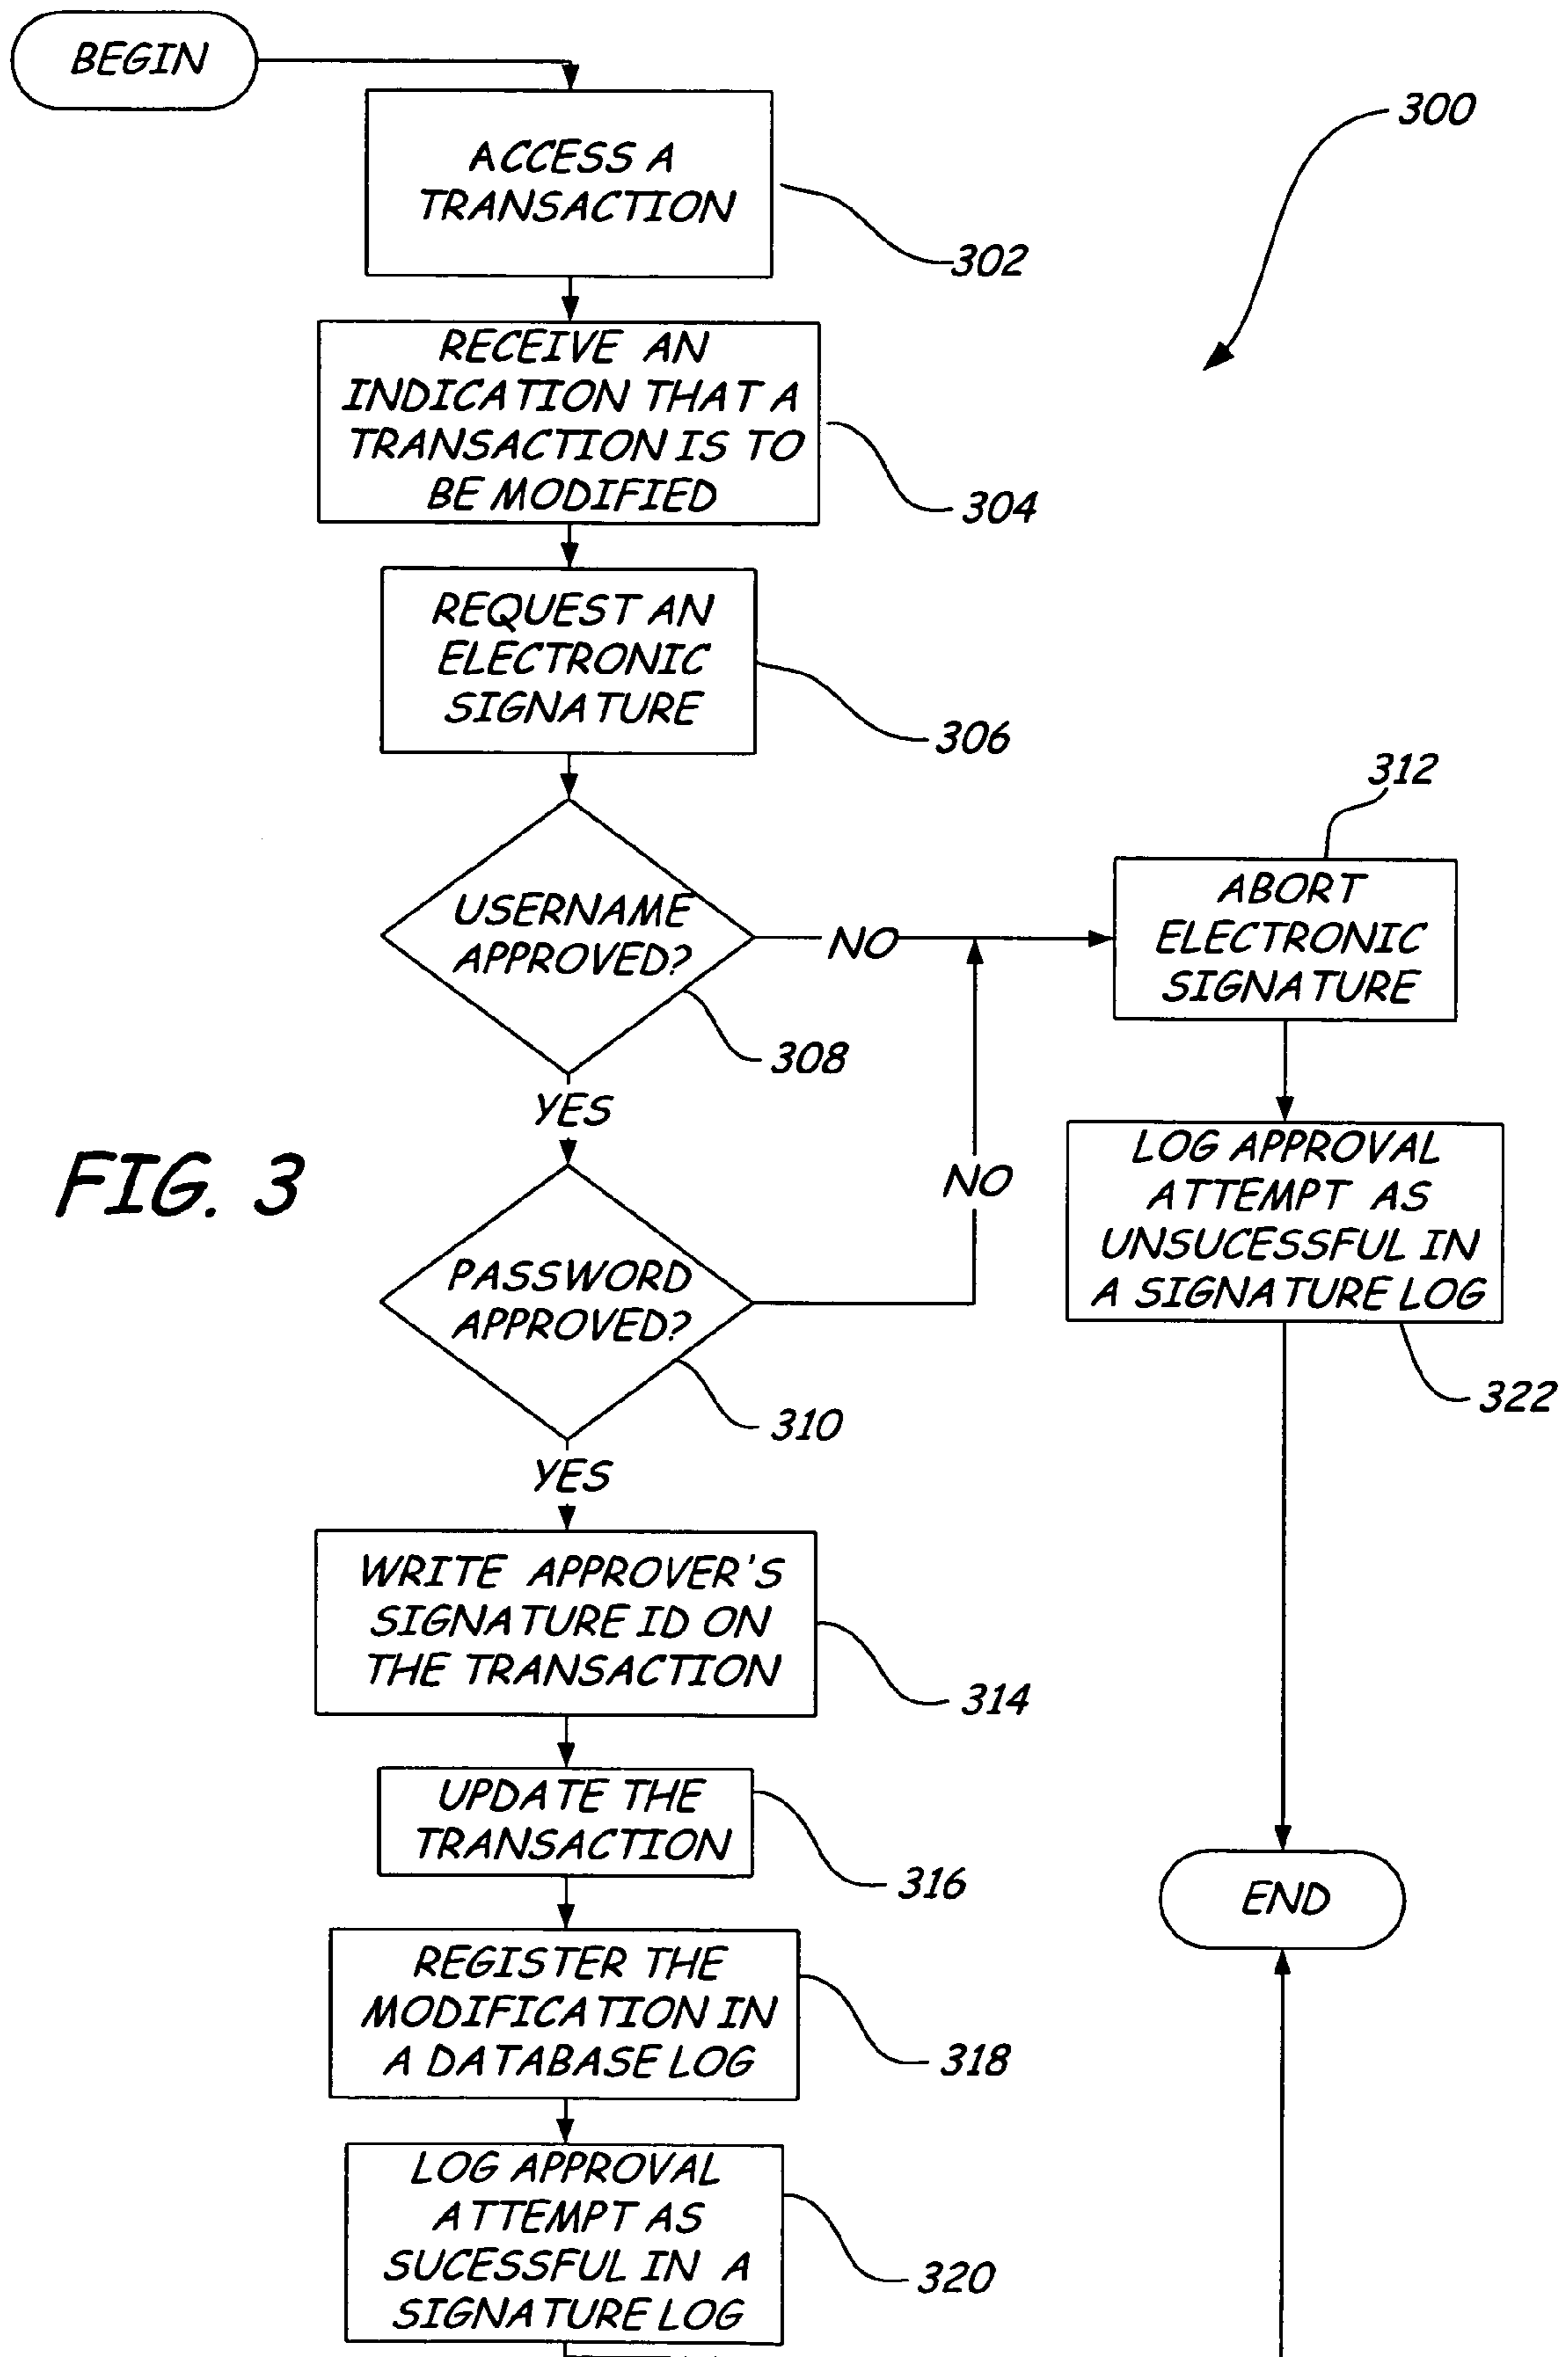 BEGIN
300
ACCESS A
TRANSACTION
302
RECEIVE AN
INDICATION THAT A
TRANSACTION IS TO
BE MODIFIED
304
REQUEST AN
ELECTRONIC
SIGNATURE
306
USERNAME
APPROVED?
308
NO
312
ABORT
ELECTRONIC
SIGNATURE
YES
FIG. 3
PASSWORD
APPROVED?
310
NO
LOG APPROVAL
ATTEMPT AS
UNSUCESSFUL IN
A SIGNATURE LOG
322
YES
WRITE APPROVER'S
SIGNATURE ID ON
THE TRANSACTION
314
UPDATE THE
TRANSACTION
316
END
REGISTER THE
MODIFICATION IN
A DATABASE LOG
318
LOG APPROVAL
ATTEMPT AS
SUCESSFUL IN A
SIGNATURE LOG
320